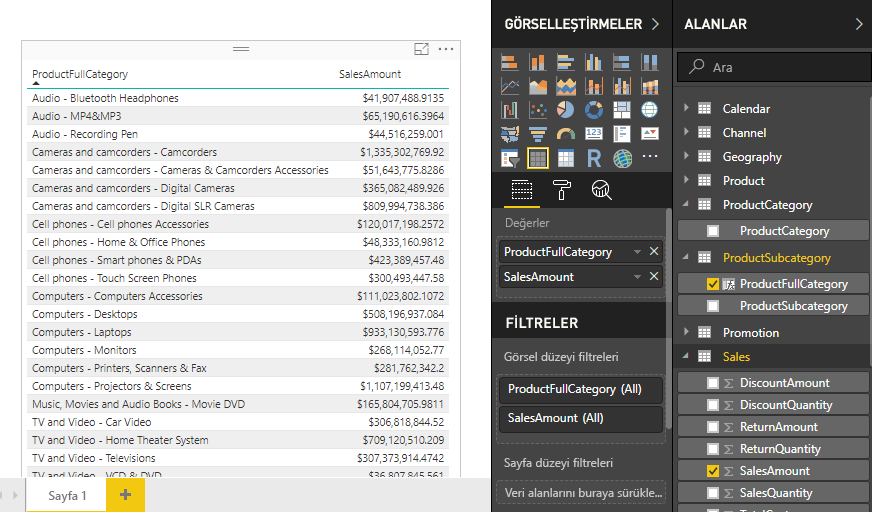 ProductFullCategory SalesAmount
Audio - Bluetooth Headphones $41,907,488.9135
Audio - MP4&MP3 $65,190,616.3964
Audio - Recording Pen $44,516,259.001
Cameras and camcorders - Camcorders $1,335,302,769.92
Cameras and camcorders - Cameras & Camcorders Accessories $51,643,775.8286
Cameras and camcorders - Digital Cameras $365,082,489.926
Cameras and camcorders - Digital SLR Cameras $809,994,738.386
Cell phones - Cell phones Accessories $120,017,198.2572
Cell phones - Home & Office Phones $48,333,160.9812
Cell phones - Smart phones & PDAs $423,389,457.48
Cell phones - Touch Screen Phones $300,493,447.58
Computers - Computers Accessories $111,023,802.1072
Computers - Desktops $508,196,937.084
Computers - Laptops $933,130,593.776
Computers - Monitors $268,114,052.77
Computers - Printers, Scanners & Fax $281,762,342.2
Computers - Projectors & Screens $1,107,199,413.48
Music, Movies and Audio Books - Movie DVD $165,804,705.9811
TV and Video - Car Video $306,818,844.52
TV and Video - Home Theater System $709,120,510.209
TV and Video - Televisions $307,373,914.4742
TV and Video - VCD & DVD $36,807,845.561
Sayfa 1
GÖRSELLEŞTİRMELER
123
R
Değerler
ProductFullCategory
SalesAmount
FİLTRELER
Görsel düzeyi filtreleri
ProductFullCategory (All)
SalesAmount (All)
Sayfa düzeyi filtreleri
Veri alanlarını buraya sürükle...
ALANLAR
Ara
Calendar
Channel
Geography
Product
ProductCategory
ProductCategory
ProductSubcategory
ProductFullCategory
ProductSubcategory
Promotion
Sales
DiscountAmount
DiscountQuantity
ReturnAmount
ReturnQuantity
SalesAmount
SalesQuantity